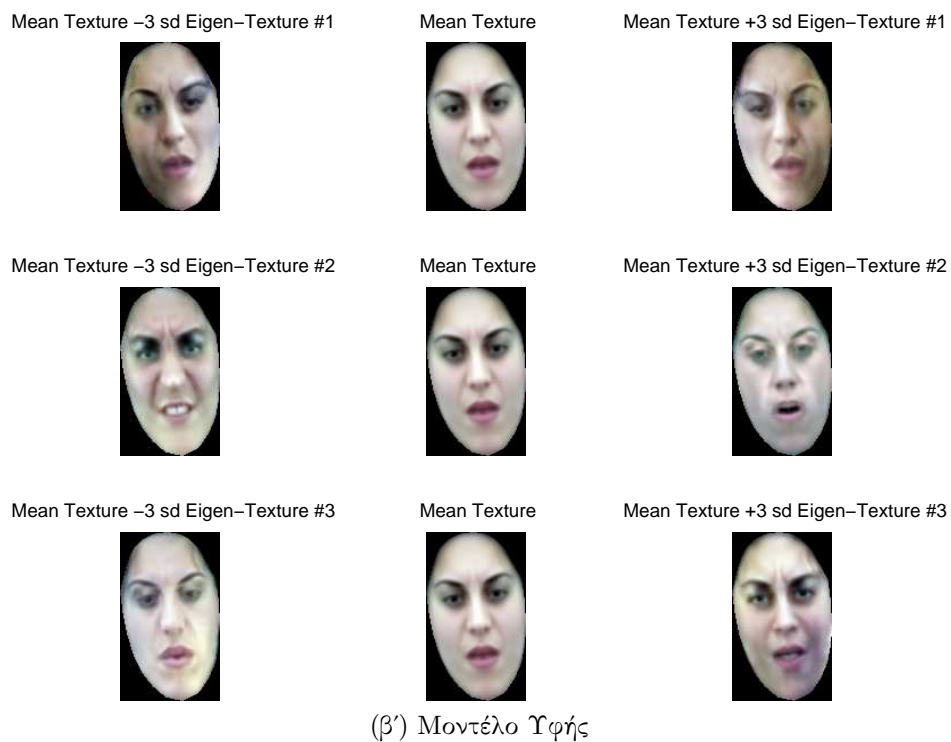 Mean Texture −3 sd Eigen−Texture #1 Mean Texture Mean Texture +3 sd Eigen−Texture #1
Mean Texture −3 sd Eigen−Texture #2 Mean Texture Mean Texture +3 sd Eigen−Texture #2
Mean Texture −3 sd Eigen−Texture #3 Mean Texture Mean Texture +3 sd Eigen−Texture #3
(βʹ) Μοντέλο Υφής